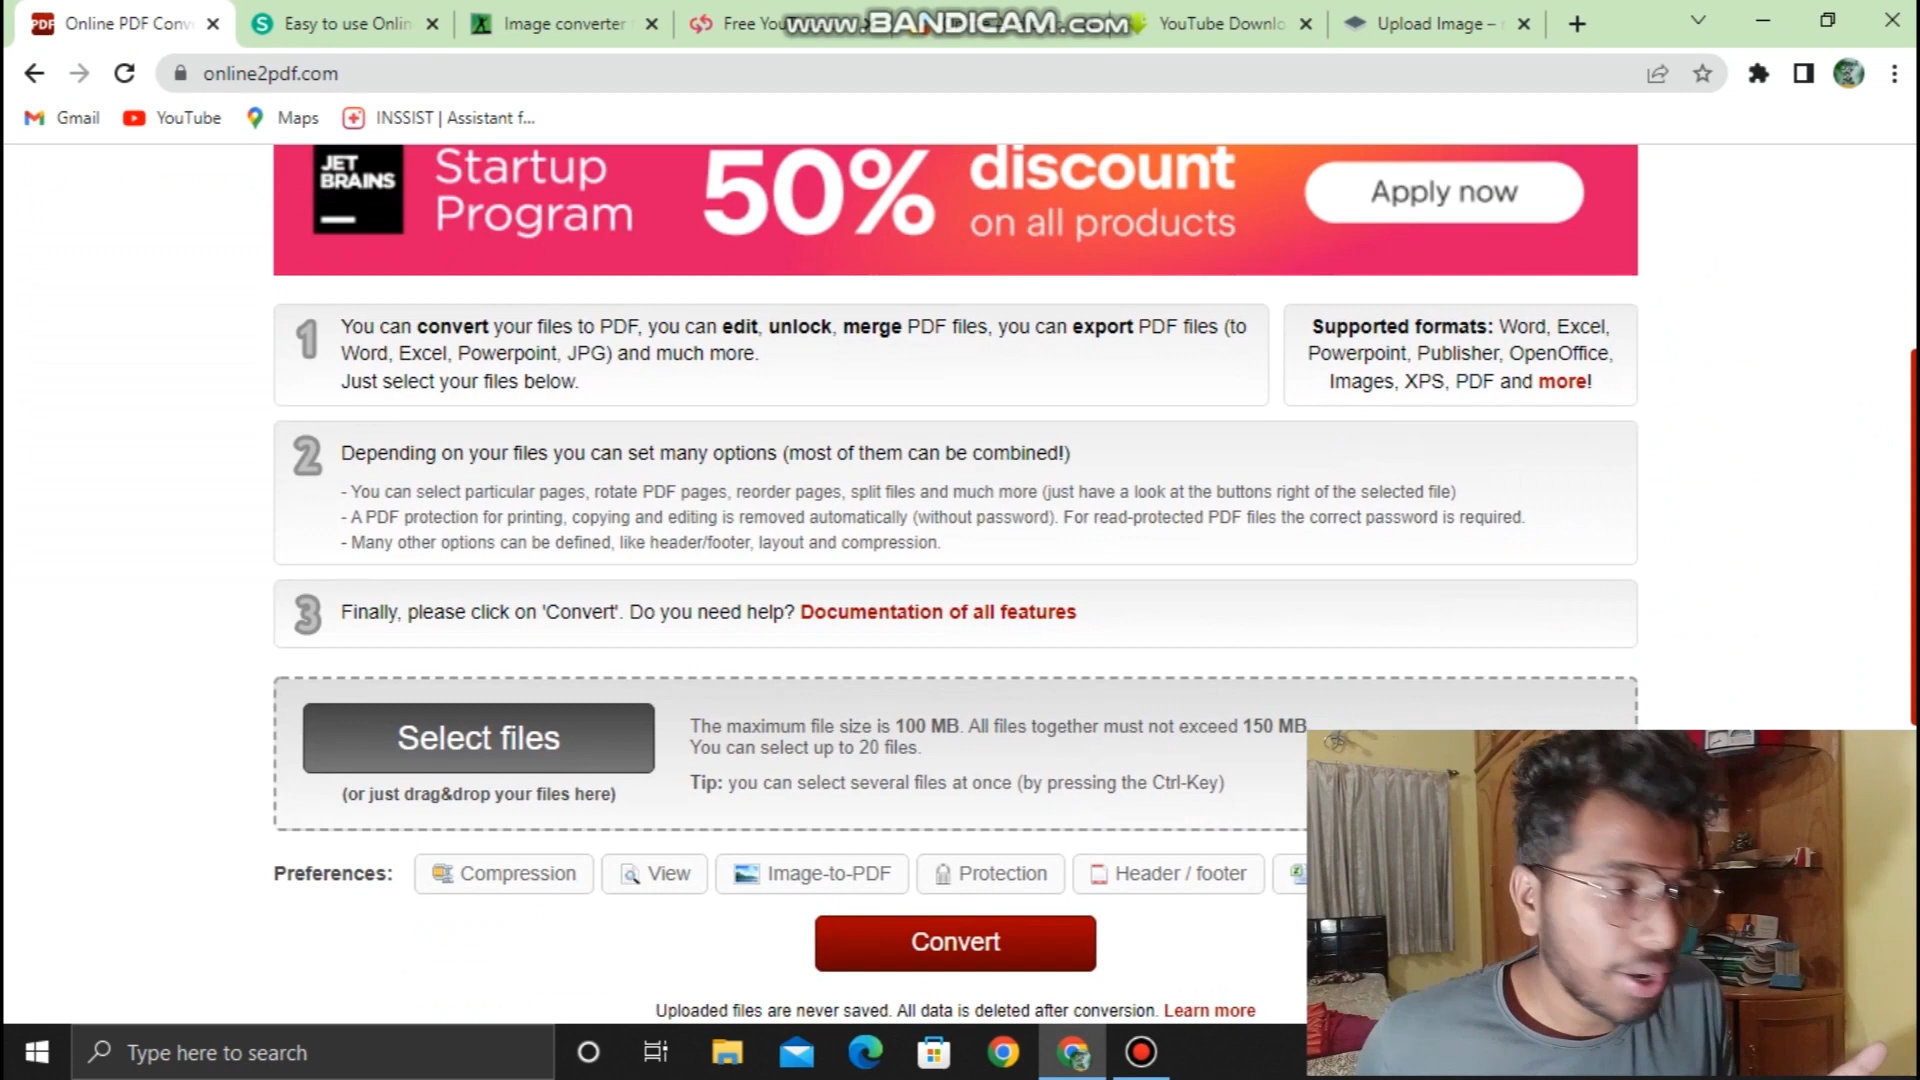 Online PDF Conv
Easy to use Onlin
Image converter
Free You
www.BANDICAM.com
YouTube Downlo
Upload Image –
online2pdf.com
Gmail
YouTube
Maps
INSSIST | Assistant f...
JET BRAINS
Startup Program
50%
discount
on all products
Apply now
1
You can convert your files to PDF, you can edit, unlock, merge PDF files, you can export PDF files (to
Word, Excel, Powerpoint, JPG) and much more.
Just select your files below.
Supported formats: Word, Excel,
Powerpoint, Publisher, OpenOffice,
Images, XPS, PDF and more!
2
Depending on your files you can set many options (most of them can be combined!)
- You can select particular pages, rotate PDF pages, reorder pages, split files and much more (just have a look at the buttons right of the selected file)
- A PDF protection for printing, copying and editing is removed automatically (without password). For read-protected PDF files the correct password is required.
- Many other options can be defined, like header/footer, layout and compression.
3
Finally, please click on 'Convert'. Do you need help? Documentation of all features
Select files
(or just drag&drop your files here)
The maximum file size is 100 MB. All files together must not exceed 150 MB
You can select up to 20 files.
Tip: you can select several files at once (by pressing the Ctrl-Key)
Preferences:
Compression
View
Image-to-PDF
Protection
Header / footer
Convert
Uploaded files are never saved. All data is deleted after conversion. Learn more
Type here to search